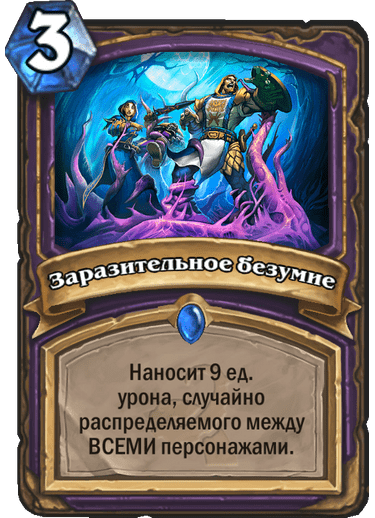 3
Заразительное безумие
Наносит 9 ед.
урона, случайно
распределяемого между
ВСЕМИ персонажами.